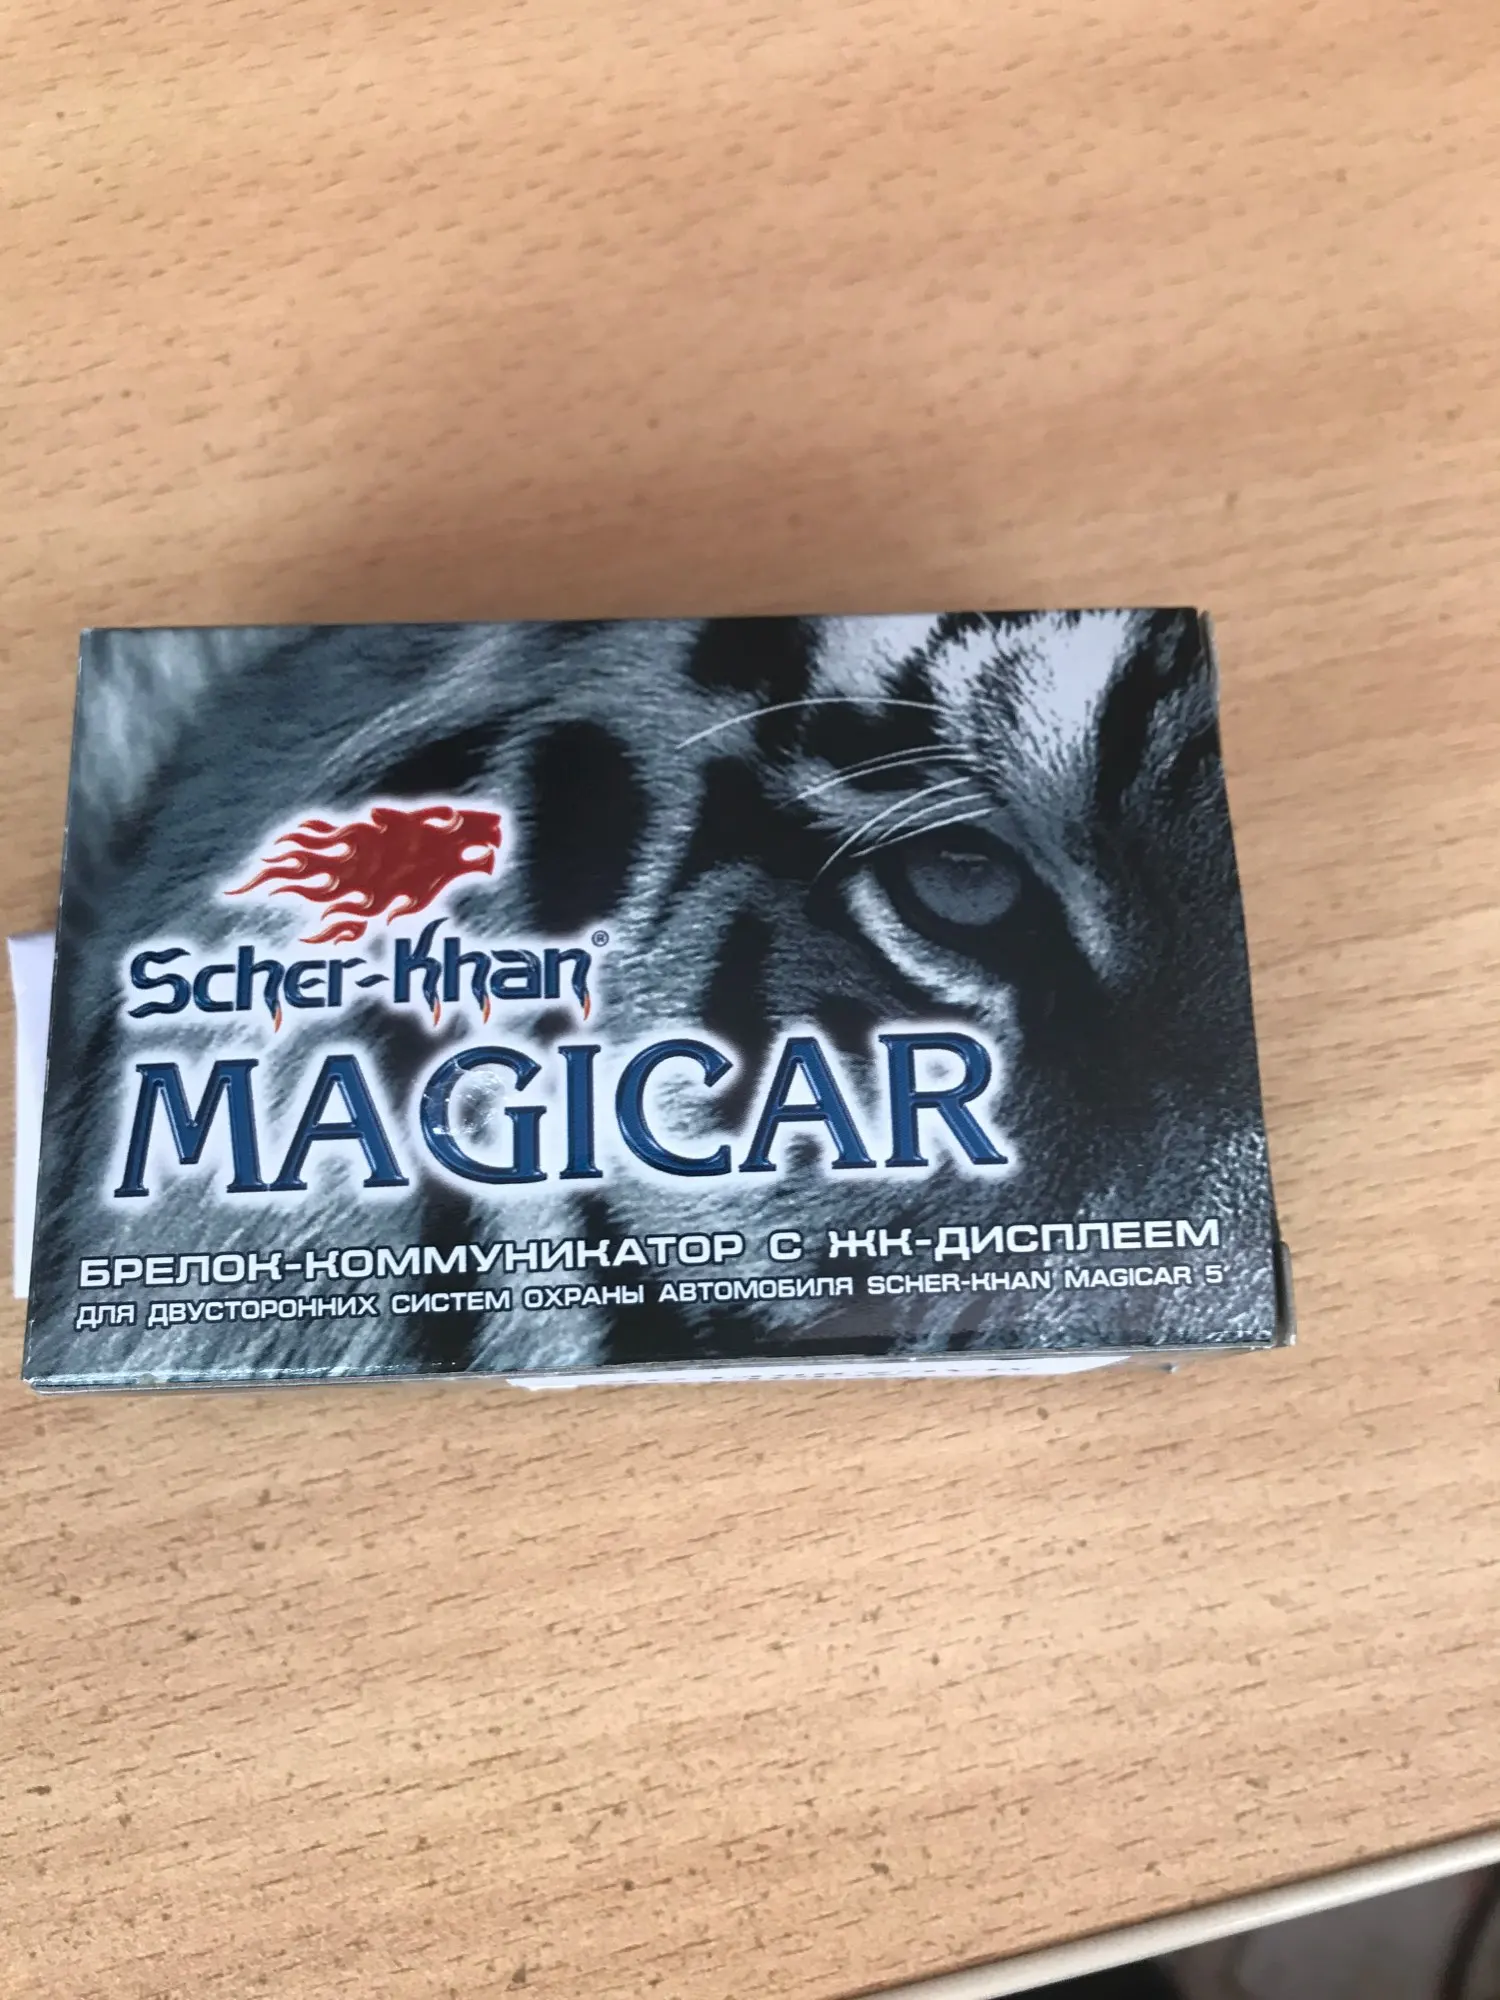 Scher-Khan®
MAGICAR
БРЕЛОК-КОММУНИКАТОР С ЖК-ДИСПЛЕЕМ
ДЛЯ ДВУСТОРОННИХ СИСТЕМ ОХРАНЫ АВТОМОБИЛЯ SCHER-KHAN MAGICAR 5